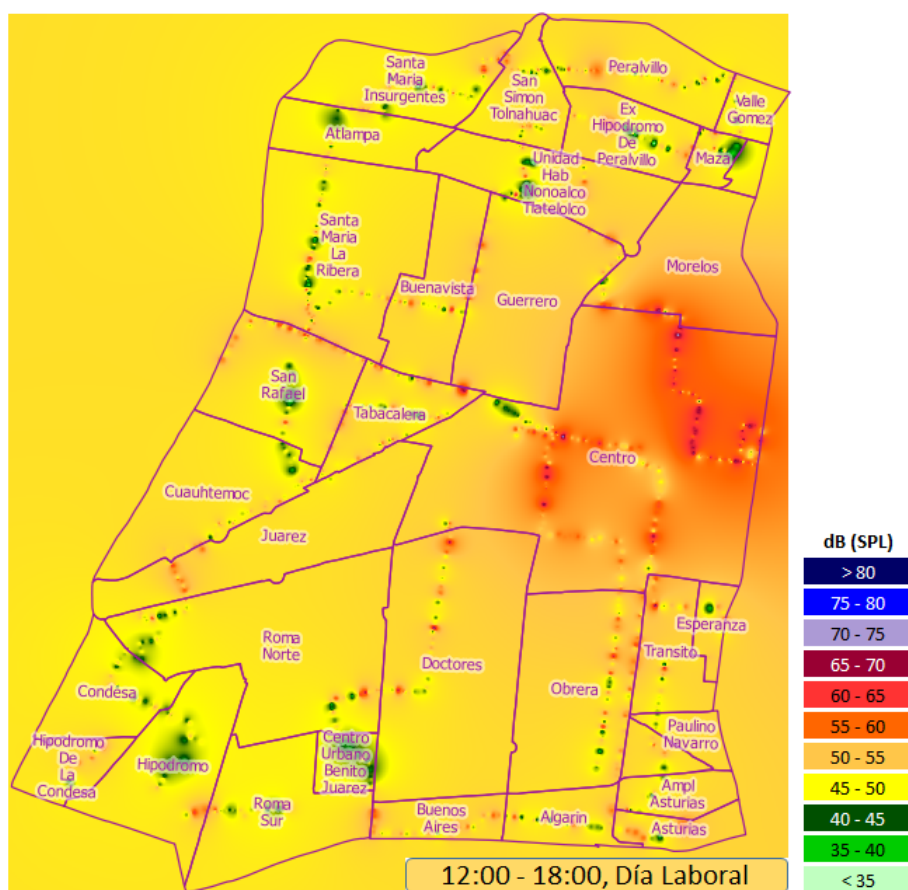 Santa
Maria
Insurgentes
San
Simon
Tolnahuac
Peralvillo
Valle
Gomez
Atlampa
Ex
Hipodromo
De
Peralvillo
Maza
Unidad
Hab
Nonoalco
Tlatelolco
Santa
Maria
La
Ribera
Buenavista
Guerrero
Morelos
San
Rafael
Tabacalera
Centro
Cuauhtemoc
Juarez
Roma
Norte
Doctores
Esperanza
Transito
Condesa
Obrera
Hipodromo
De
La
Condesa
Hipodromo
Centro
Urbano
Benito
Juarez
Paulino
Navarro
Roma
Sur
Buenos
Aires
Algarin
Ampl
Asturias
Asturias
12:00 - 18:00, Día Laboral
dB (SPL)
> 80
75 - 80
70 - 75
65 - 70
60 - 65
55 - 60
50 - 55
45 - 50
40 - 45
35 - 40
< 35